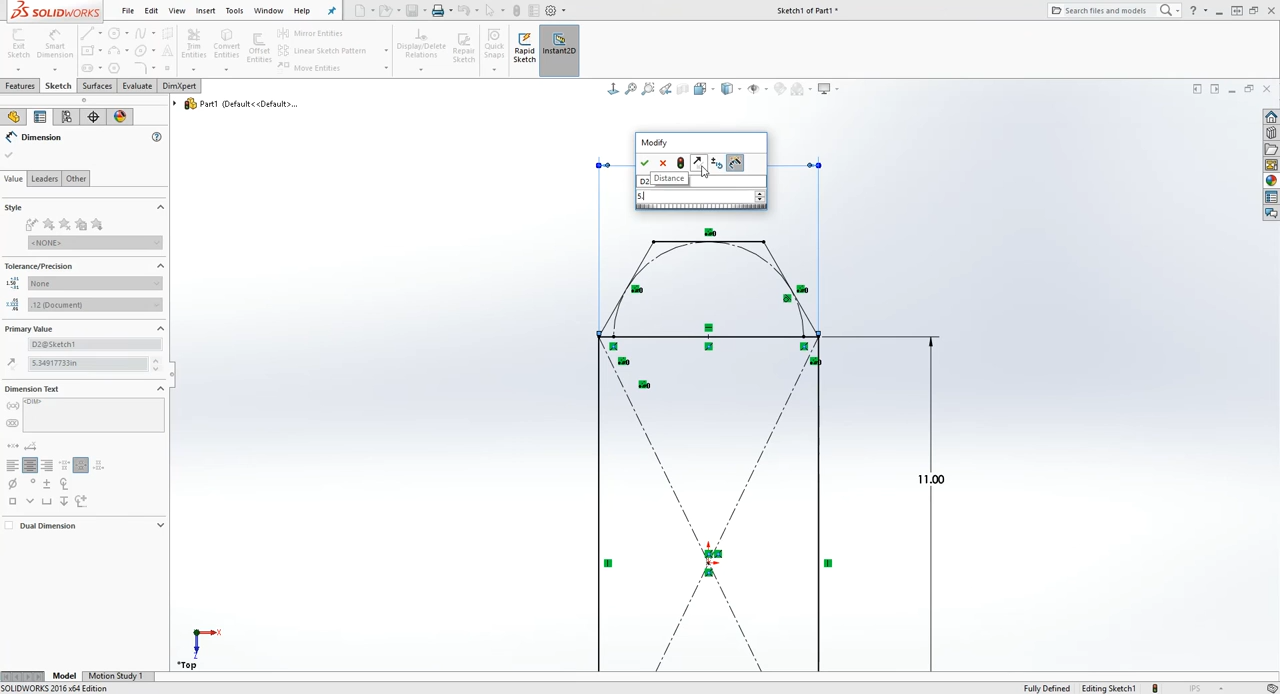 SOLIDWORKS
File Edit View Insert Tools Window Help
Sketch1 of Part1 *
Search files and models
Exit Sketch
Smart Dimension
Trim Entities
Convert Entities
Offset Entities
Mirror Entities
Linear Sketch Pattern
Move Entities
Display/Delete Relations
Repair Sketch
Quick Snaps
Rapid Sketch
Instant2D
Features Sketch Surfaces Evaluate DimXpert
Part1 (Default<<Default>...
Dimension
Value Leaders Other
Style
<NONE>
Tolerance/Precision
None
.12 (Document)
Primary Value
D2@Sketch1
5.34917733in
Dimension Text
<DIM>
Dual Dimension
Modify
Distance
D2
5.
11.00
X
Z
*Top
Model Motion Study 1
SOLIDWORKS 2016 x64 Edition
Fully Defined Editing Sketch1 IPS